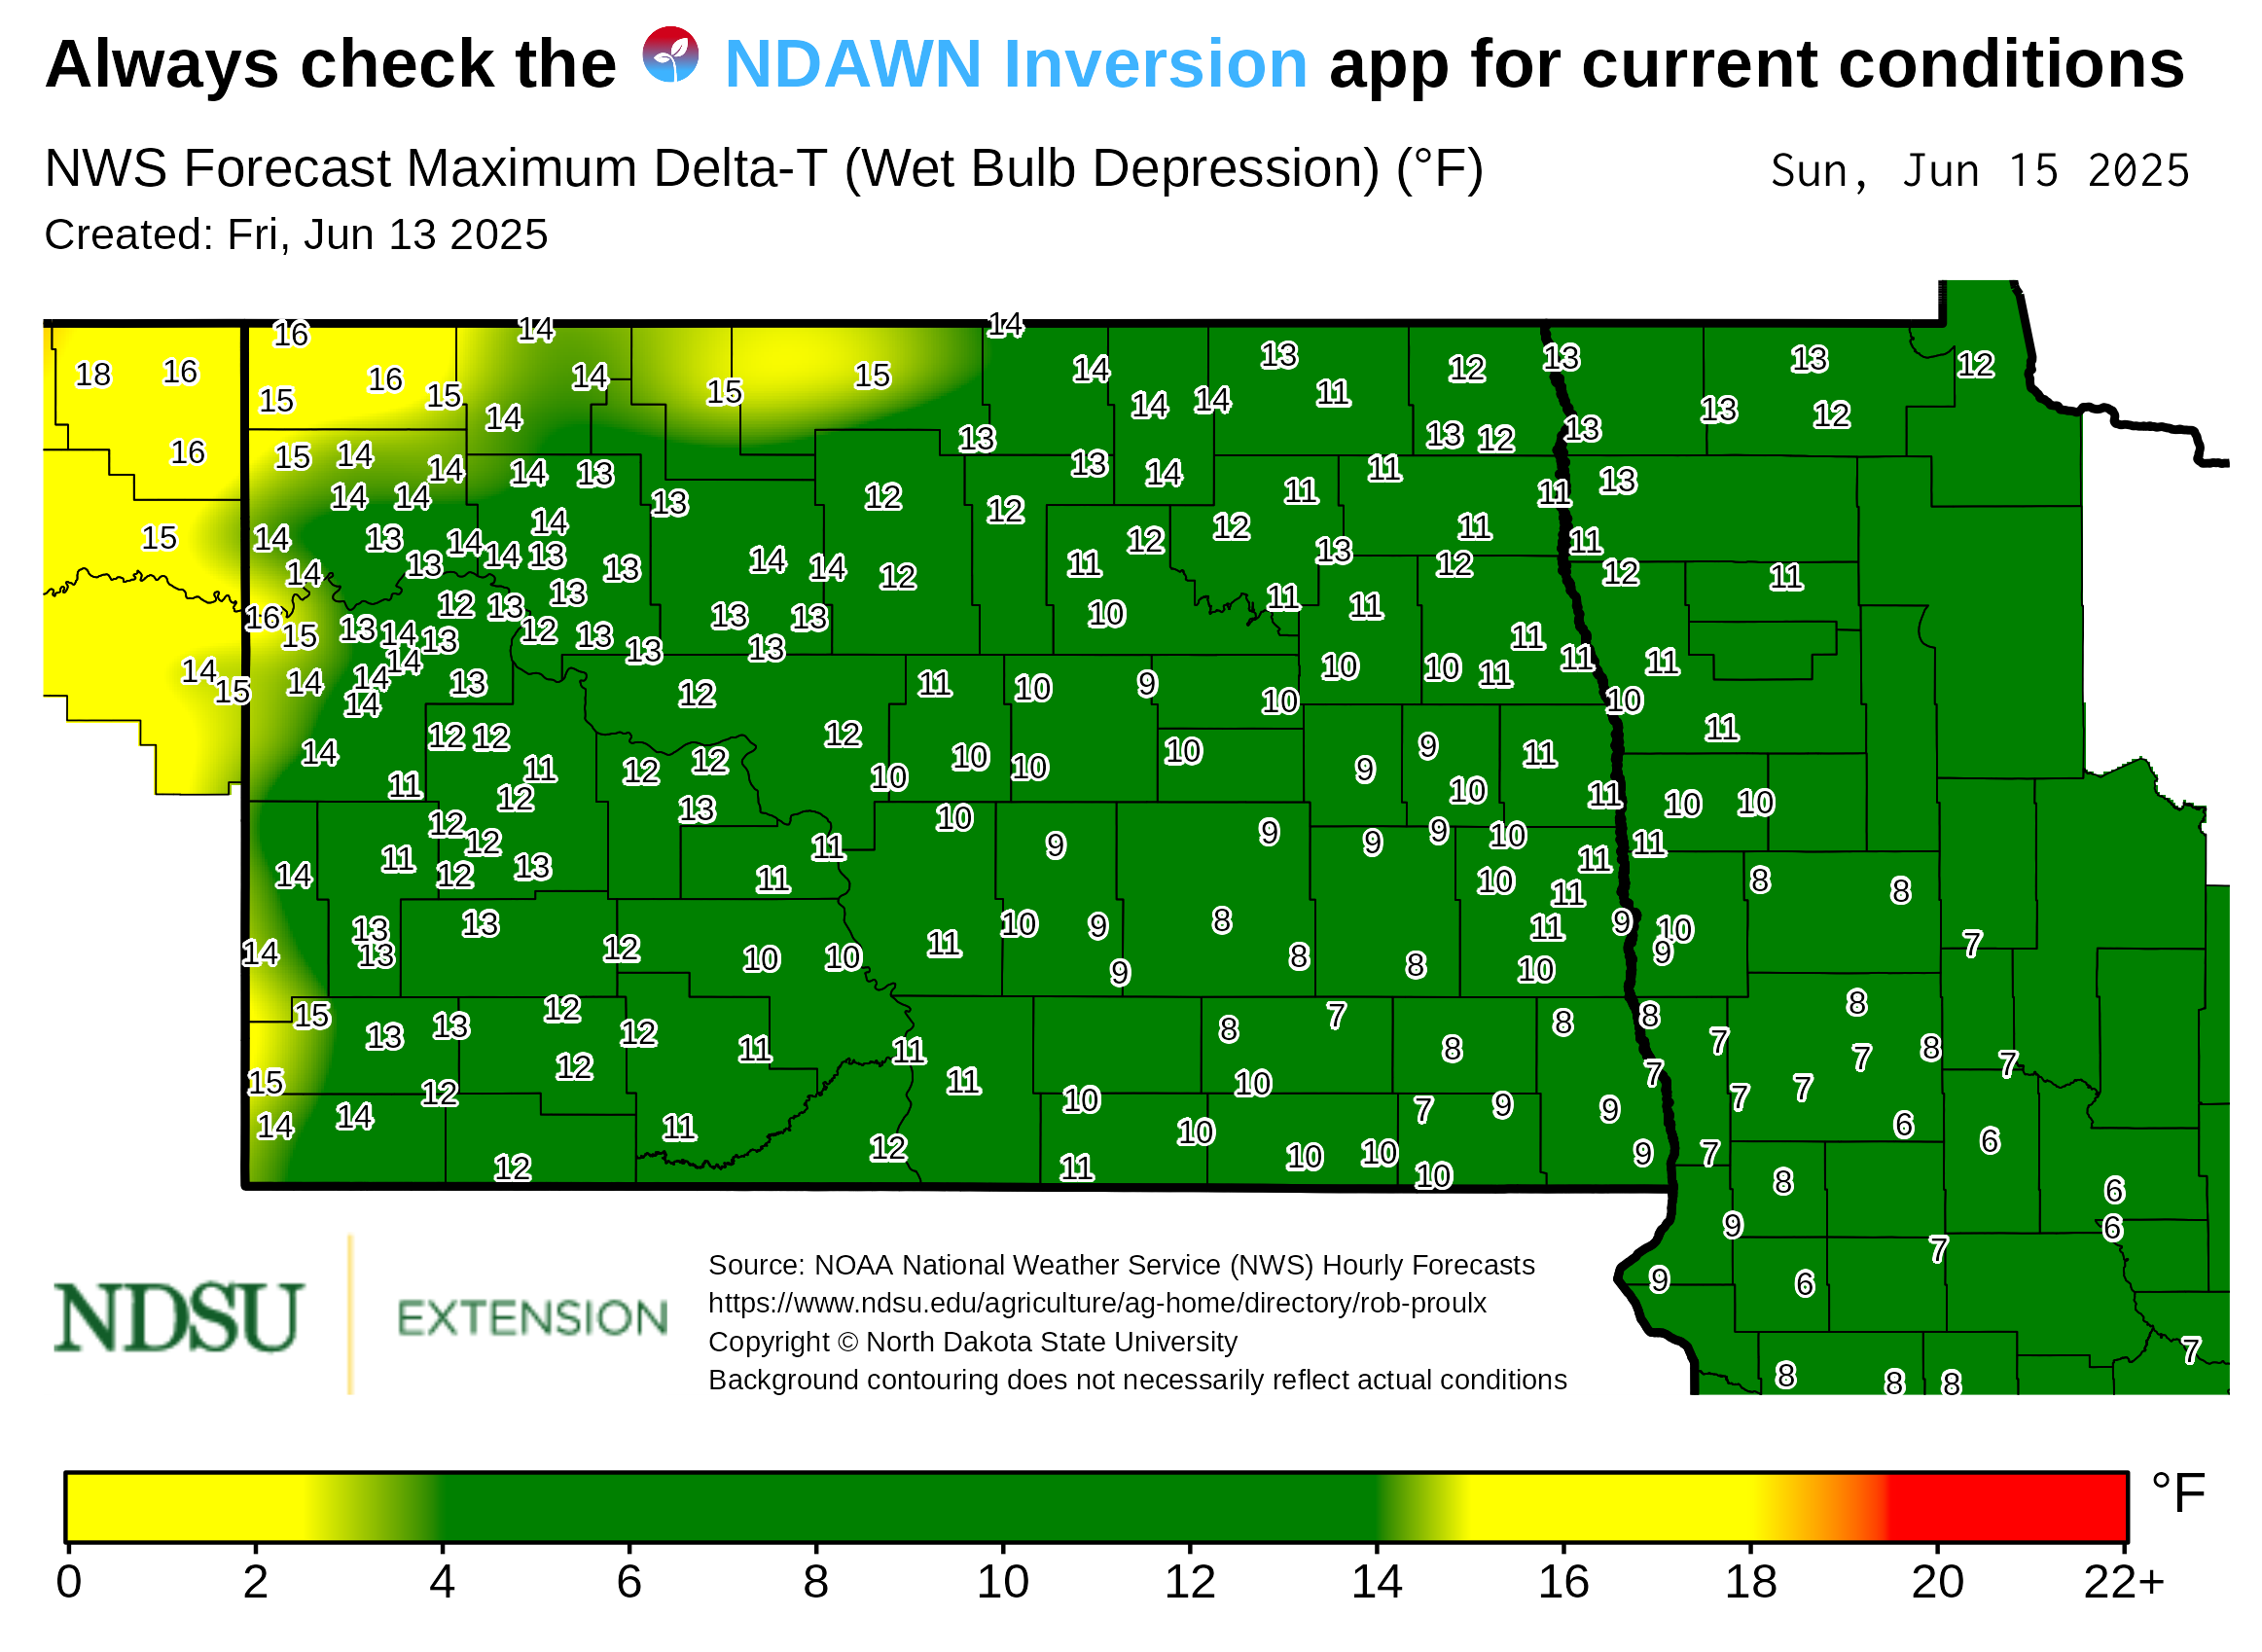 Always check the NDAWN Inversion app for current conditions
NWS Forecast Maximum Delta-T (Wet Bulb Depression) (°F) Sun, Jun 15 2025
Created: Fri, Jun 13 2025
16 14 14
18 16 16 15 14 15 15 14 13 11 12 13 13 12
15 14 14 14 13 12
16 15 14 14 14 13 13 13 14 13 12 11 13
14 14 13 12 12 11 11 13
15 14 13 14 14 14 13 13 12 12 11 11
14 13 13 14 14 12 11 13 12 12 11
16 12 13 13 13 13 10 11 11
15 13 14 13 12 13 13 13 11 11 11
14 15 14 14 14 13 12 11 10 9 10 10 10 11 10
14 12 12 12 11
14 11 11 12 12 12 10 10 10 10 9 9 11
12 13 10 10 11 10 10
12 12 11 9 9 9 9 10 11 11
14 11 12 13 11 10 11 8 8
13 13 12 10 9 8 11 9 10
14 13 10 10 11 9 8 8 10 9 7
15 13 13 12 12 11 11 8 7 8 8 8 7 8 7 8 7
15 12 12 11 10 10 7 7 7
14 14 11 12 10 10 10 7 9 9 9 7 6 6
12 11 10 8 6
9 6
9 6 7
7
8 8 8
NDSU EXTENSION
Source: NOAA National Weather Service (NWS) Hourly Forecasts
https://www.ndsu.edu/agriculture/ag-home/directory/rob-proulx
Copyright © North Dakota State University
Background contouring does not necessarily reflect actual conditions
°F
0 2 4 6 8 10 12 14 16 18 20 22+